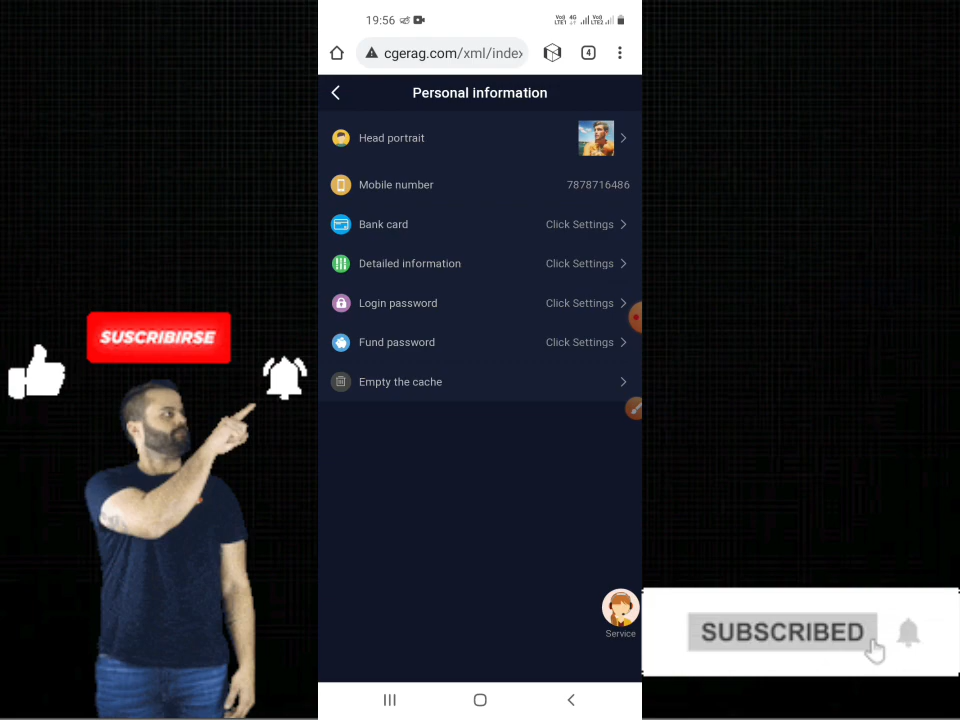 19:56
cgerag.com/xml/inde
4
Personal information
Head portrait
Mobile number 7878716486
Bank card Click Settings
Detailed information Click Settings
Login password Click Settings
Fund password Click Settings
Empty the cache
SUSCRIBIRSE
Service
SUBSCRIBED